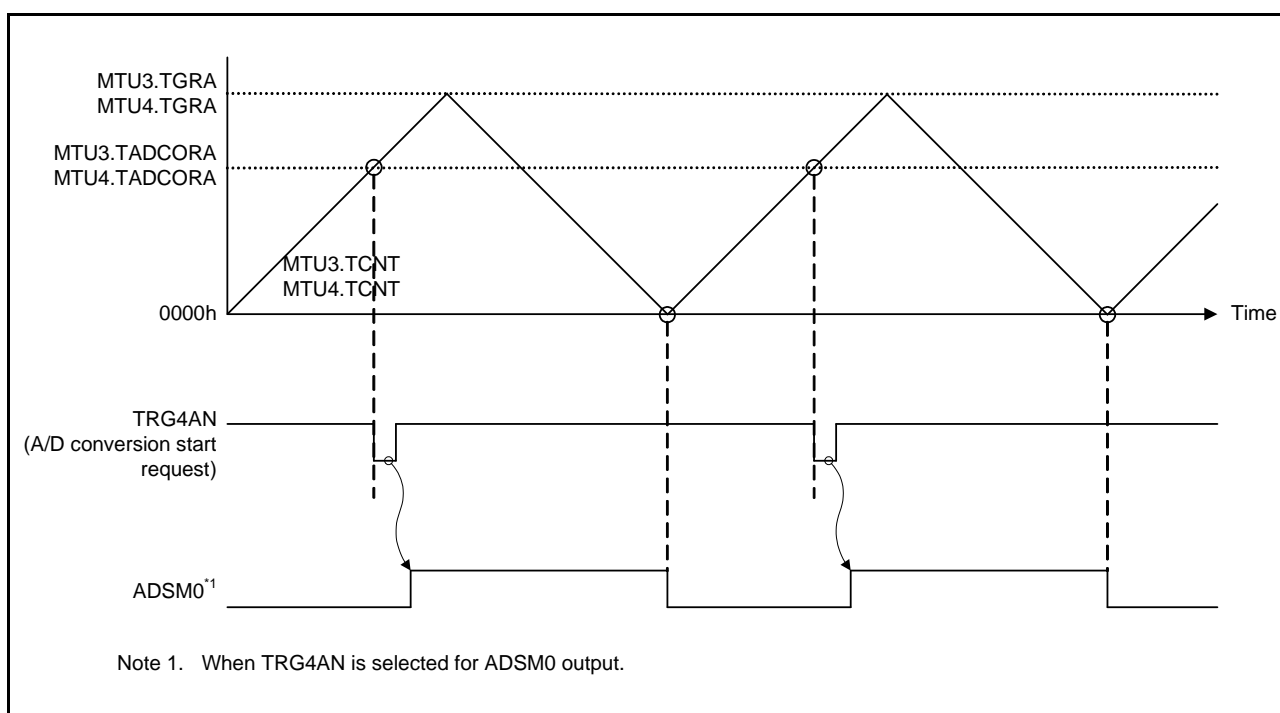 MTU3.TGRA
MTU4.TGRA
MTU3.TADCORA
MTU4.TADCORA
MTU3.TCNT
MTU4.TCNT
0000h
Time
TRG4AN
(A/D conversion start
request)
ADSM0*1
Note 1. When TRG4AN is selected for ADSM0 output.